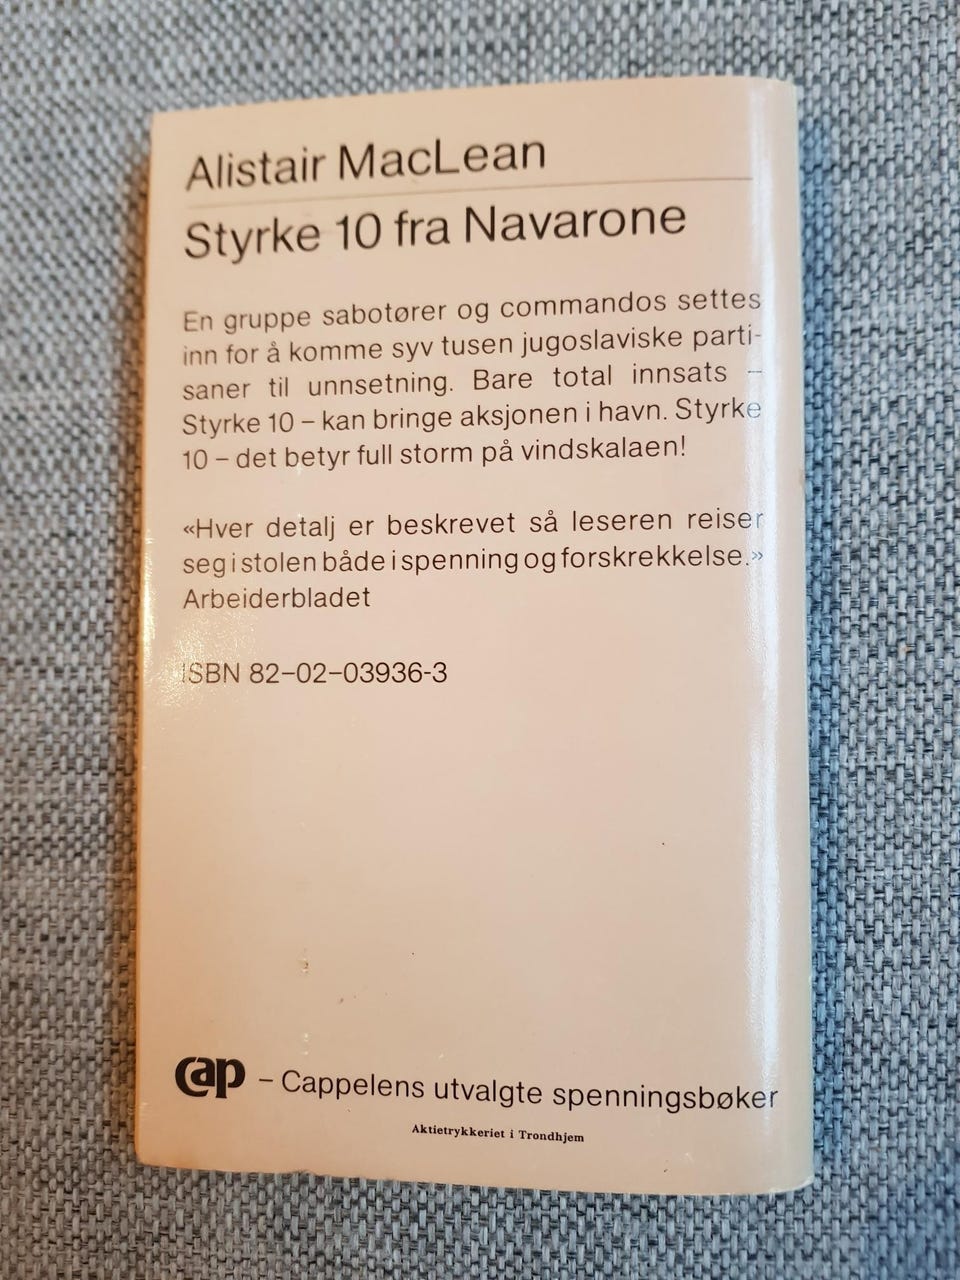 Alistair MacLean
Styrke 10 fra Navarone
En gruppe sabotører og commandos settes
inn for å komme syv tusen jugoslaviske parti-
saner til unnsetning. Bare total innsats –
Styrke 10 – kan bringe aksjonen i havn. Styrke
10 – det betyr full storm på vindskalaen!
«Hver detalj er beskrevet så leseren reiser
seg i stolen både i spenning og forskrekkelse.»
Arbeiderbladet
ISBN 82–02–03936-3
cap – Cappelens utvalgte spenningsbøker
Aktietrykkeriet i Trondhjem